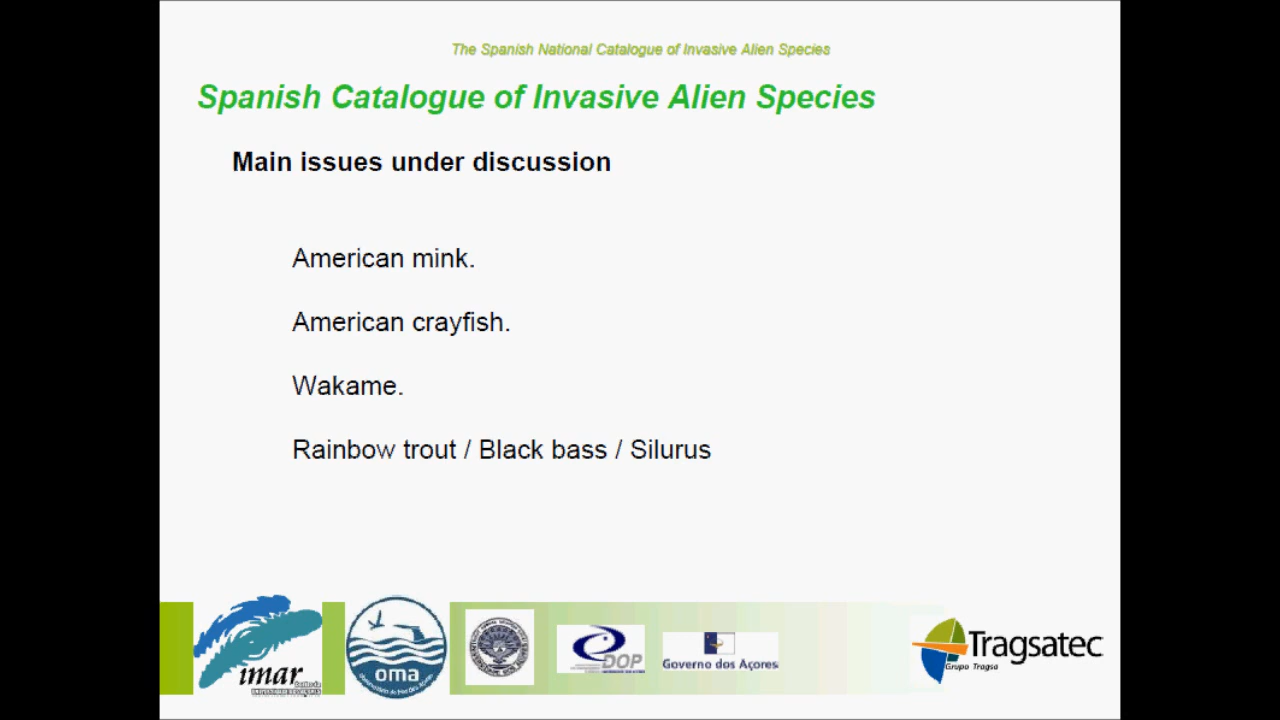 The Spanish National Catalogue of Invasive Alien Species
Spanish Catalogue of Invasive Alien Species
Main issues under discussion
American mink.
American crayfish.
Wakame.
Rainbow trout / Black bass / Silurus
imar
oma
DOP
Governo dos Açores
Tragsatec
Grupo Tragsa